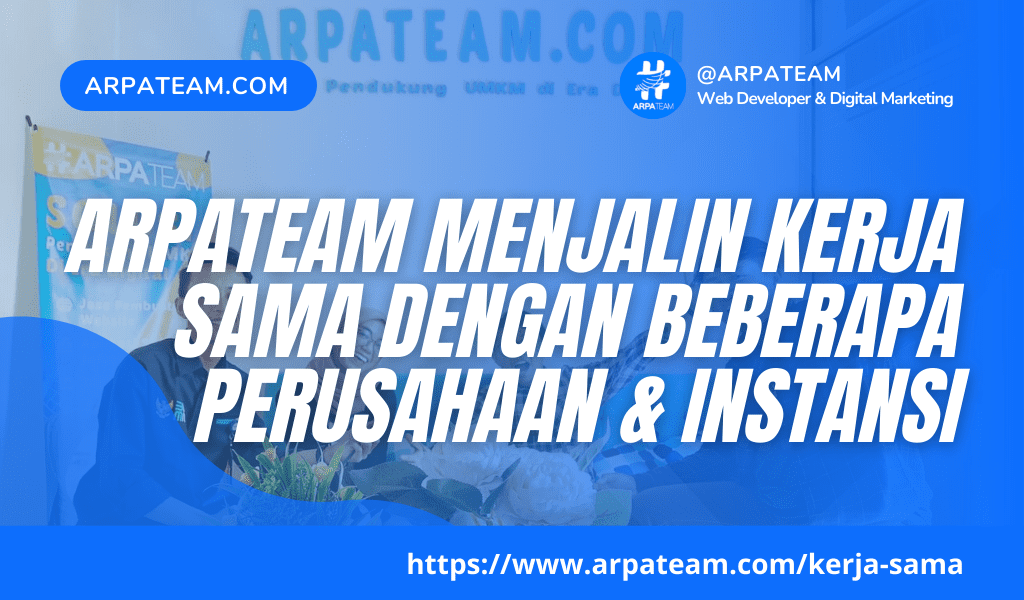 ARPATEAM.COM
Pendukung UMKM di Era
ARPATEAM.COM
@ARPATEAM
Web Developer & Digital Marketing
ARPATEAM
#ARPATEAM
ARPATEAM MENJALIN KERJA
SAMA DENGAN BEBERAPA
PERUSAHAAN & INSTANSI
https://www.arpateam.com/kerja-sama